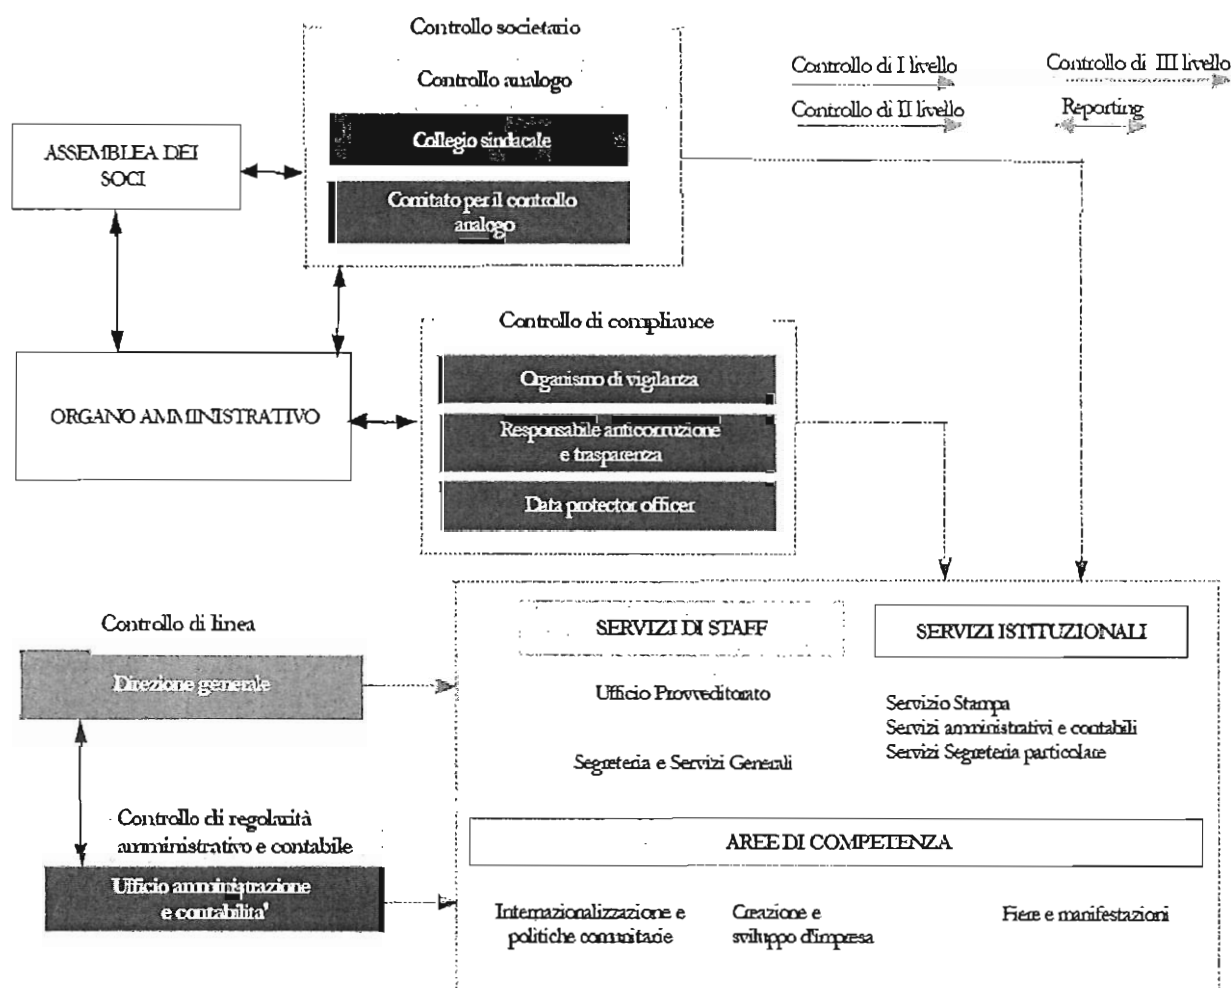 Controllo societario
Controllo analogo
Collegio sindacale
Comitato per il controllo
analogo
Controllo di I livello
Controllo di III livello
Controllo di II livello
Reporting
ASSEMBLEA DEI
SOCI
ORGANO AMMINISTRATIVO
Controllo di compliance
Organismo di vigilanza
Responsabile anticorruzione
e trasparenza
Data protector officer
Controllo di linea
Direzione generale
Controllo di regolarità
amministrativo e contabile
Ufficio amministrazione
e contabilita'
SERVIZI DI STAFF
Ufficio Provveditorato
Segreteria e Servizi Generali
SERVIZI ISTITUZIONALI
Servizio Stampa
Servizi amministrativi e contabili
Servizi Segreteria particolare
AREE DI COMPETENZA
Internazionalizzazione e
politiche comunitarie
Creazione e
sviluppo d'impresa
Fiere e manifestazioni